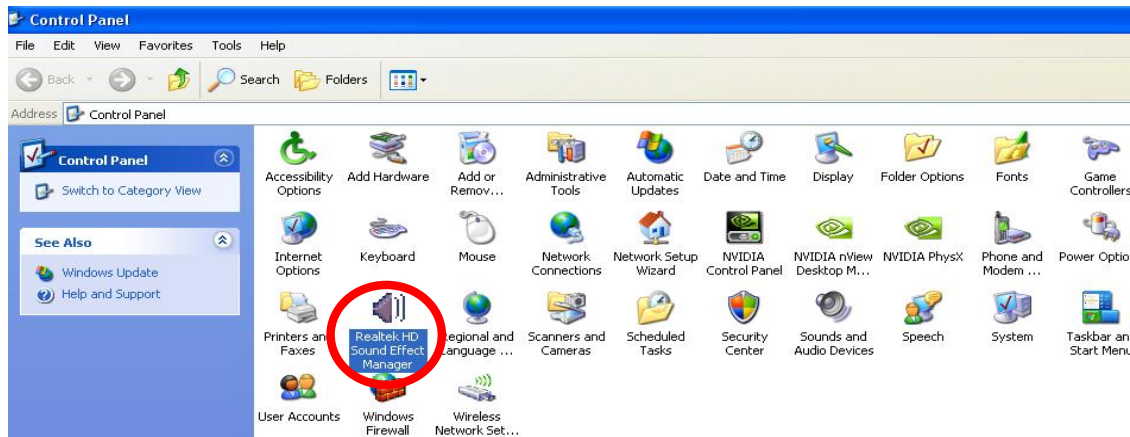 Control Panel
File Edit View Favorites Tools Help
Back Search Folders
Address Control Panel
Control Panel
Switch to Category View
See Also
Windows Update
Help and Support
Accessibility Options
Add Hardware
Add or Remov...
Administrative Tools
Automatic Updates
Date and Time
Display
Folder Options
Fonts
Game Controllers
Internet Options
Keyboard
Mouse
Network Connections
Network Setup Wizard
NVIDIA Control Panel
NVIDIA nView Desktop M...
NVIDIA PhysX
Phone and Modem ...
Power Optio
Printers an Faxes
Realtek HD Sound Effect Manager
Regional and Language ...
Scanners and Cameras
Scheduled Tasks
Security Center
Sounds and Audio Devices
Speech
System
Taskbar an Start Menu
User Accounts
Windows Firewall
Wireless Network Set...